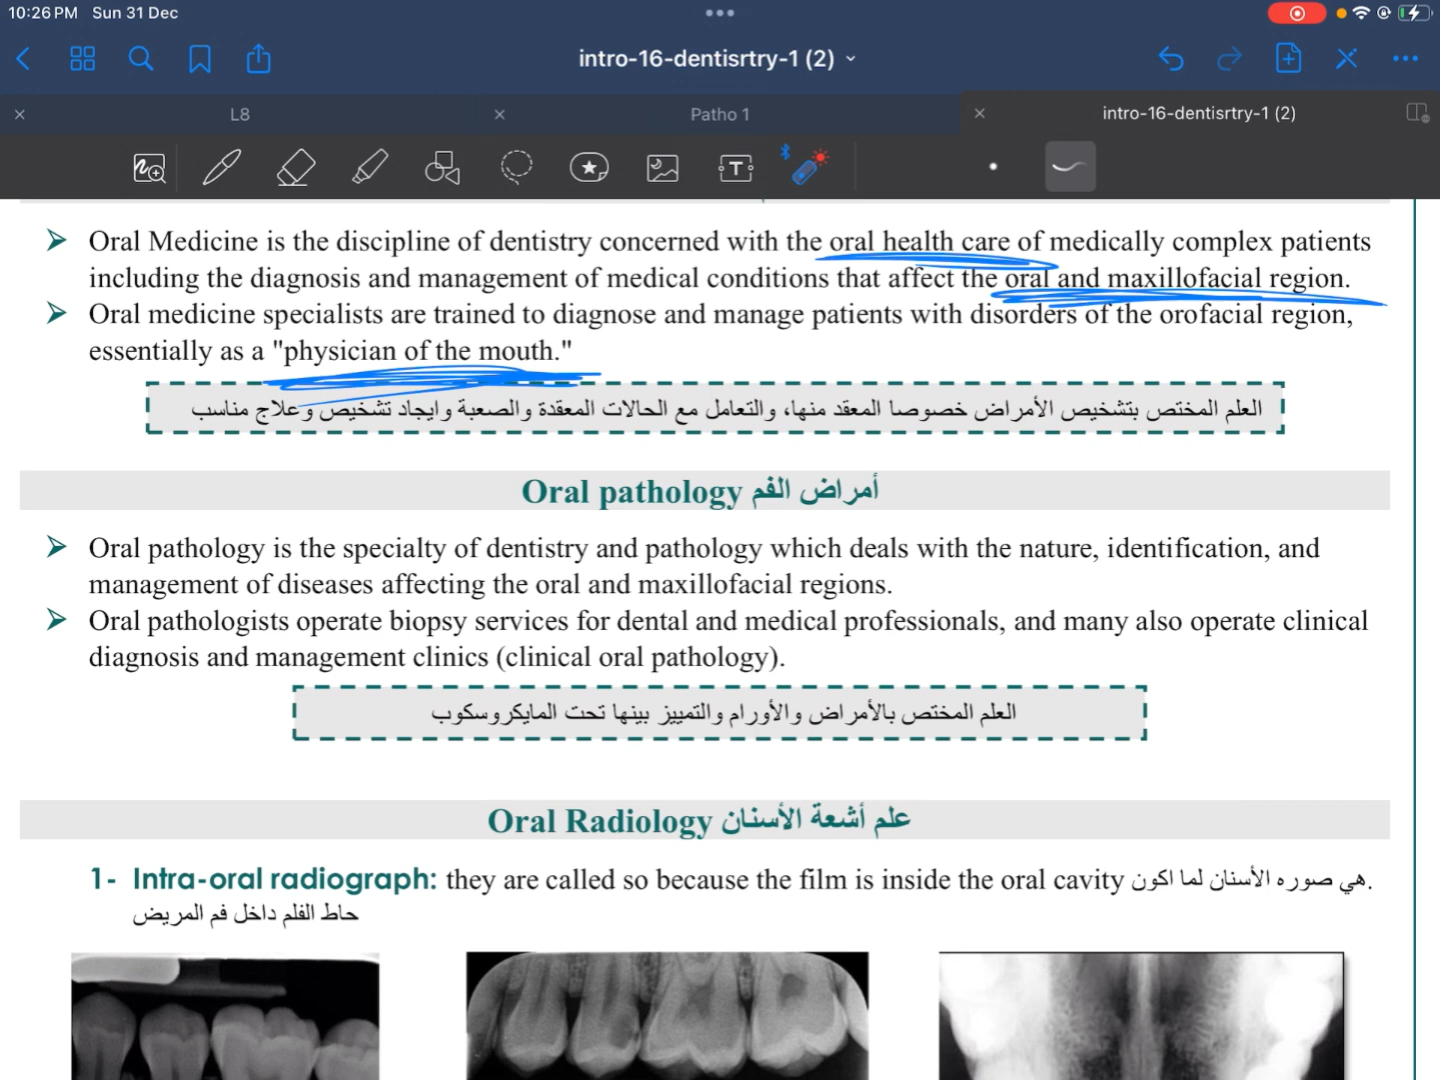 10:26 PM Sun 31 Dec
intro-16-dentisrtry-1 (2)
L8
Patho 1
intro-16-dentisrtry-1 (2)
Oral Medicine is the discipline of dentistry concerned with the oral health care of medically complex patients
including the diagnosis and management of medical conditions that affect the oral and maxillofacial region.
Oral medicine specialists are trained to diagnose and manage patients with disorders of the orofacial region,
essentially as a "physician of the mouth."
العلم المختص بتشخيص الأمراض خصوصا المعقد منها، والتعامل مع الحالات المعقدة والصعبة وايجاد تشخيص وعلاج مناسب
Oral pathology أمراض الفم
Oral pathology is the specialty of dentistry and pathology which deals with the nature, identification, and
management of diseases affecting the oral and maxillofacial regions.
Oral pathologists operate biopsy services for dental and medical professionals, and many also operate clinical
diagnosis and management clinics (clinical oral pathology).
العلم المختص بالأمراض والأورام والتمييز بينها تحت المايكروسكوب
Oral Radiology علم أشعة الأسنان
1- Intra-oral radiograph: they are called so because the film is inside the oral cavity هي صوره الأسنان لما اكون.
حاط الفلم داخل فم المريض